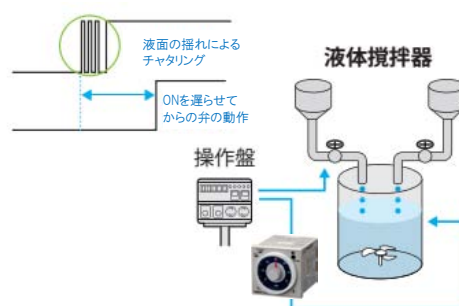 液面の揺れによる
チャタリング
ONを遅らせて
からの弁の動作
液体撹拌器
操作盤